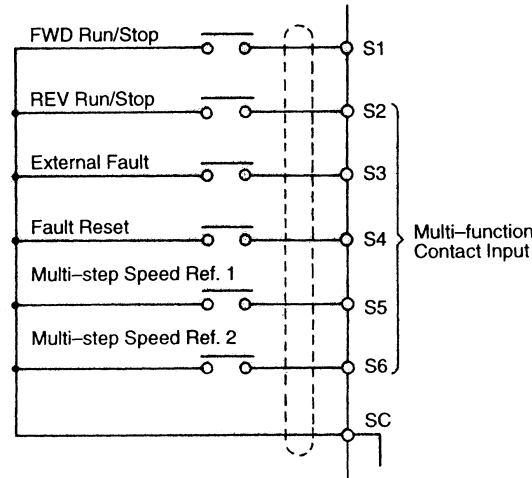 FWD Run/Stop
S1
REV Run/Stop
S2
External Fault
S3
Fault Reset
S4
Multi-function
Contact Input
Multi-step Speed Ref. 1
S5
Multi-step Speed Ref. 2
S6
SC